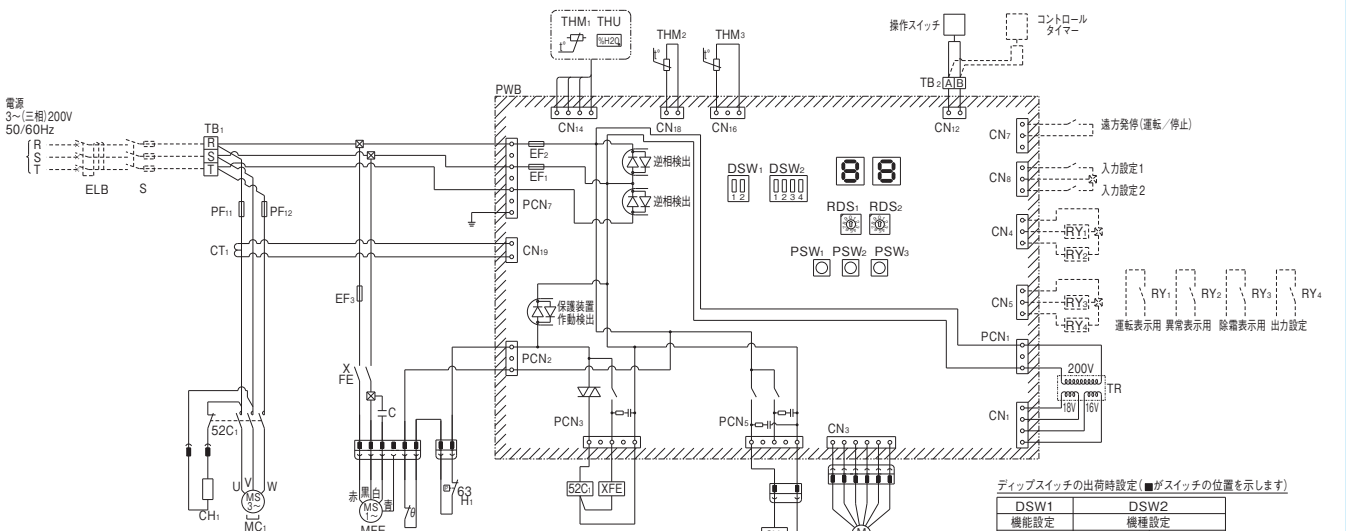 電源
3~(三相)200V
50/60Hz
R
S
T
ELB
S
TB1
R
S
T
PF11
PF12
CT1
EF3
X
FE
C
52C1
U
V
W
MS
3~
MC1
CH1
赤
黒
白
青
MS
1~
MFE
θ
63
H1
THM1 THU
t°
%H2O
THM2
t°
THM3
t°
操作スイッチ
コントロール
タイマー
TB2
A B
PWB
CN14
CN18
CN16
CN12
EF2
EF1
逆相検出
逆相検出
PCN7
CN19
保護装置
作動検出
PCN2
PCN3
PCN5
CN3
52C1
XFE
M
DSW1
1 2
DSW2
1 2 3 4
8 8
RDS1
0
RDS2
0
PSW1 PSW2 PSW3
CN7
遠方発停(運転/停止)
CN8
入力設定1
入力設定2
CN4
RY1
RY2
CN5
RY3
RY4
RY1
RY2
RY3
RY4
運転表示用 異常表示用 除霜表示用 出力設定
PCN1
200V
TR
18V
16V
CN1
ディップスイッチの出荷時設定(■がスイッチの位置を示します)
DSW1 DSW2
機能設定 機種設定